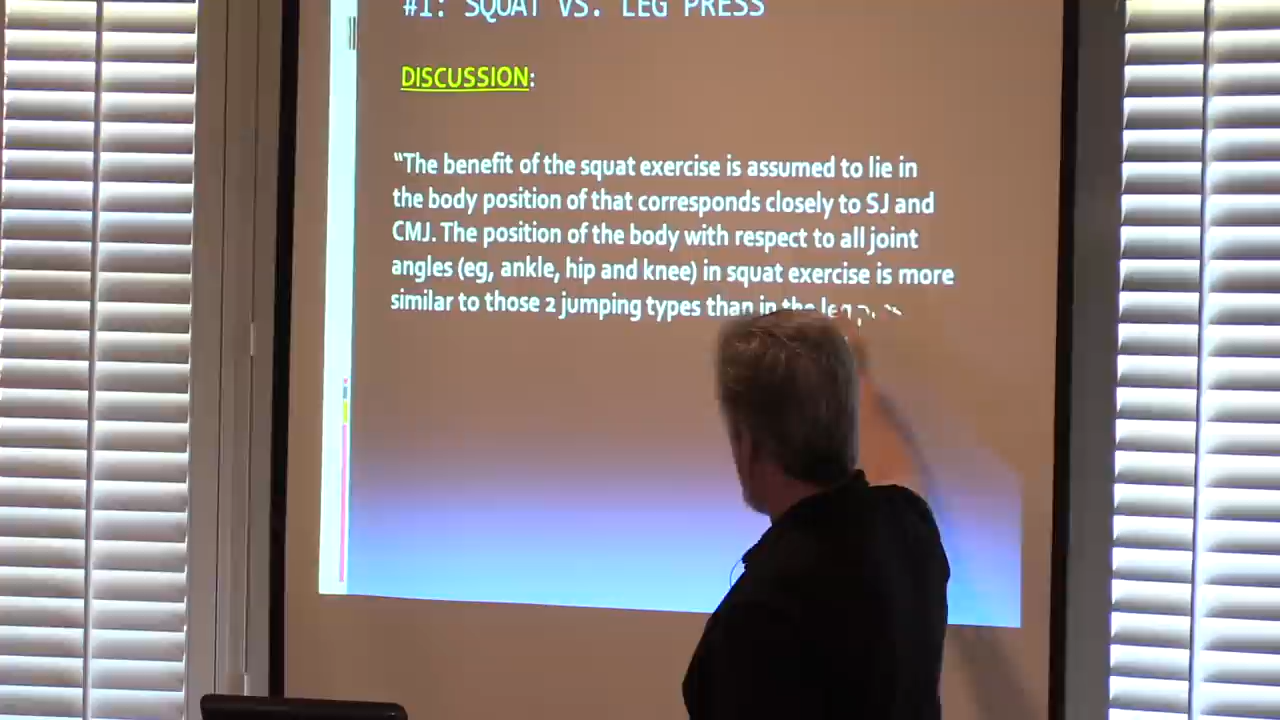 #1: SQUAT VS. LEG PRESS
DISCUSSION:
“The benefit of the squat exercise is assumed to lie in
the body position of that corresponds closely to SJ and
CMJ. The position of the body with respect to all joint
angles (eg, ankle, hip and knee) in squat exercise is more
similar to those 2 jumping types than in the leg